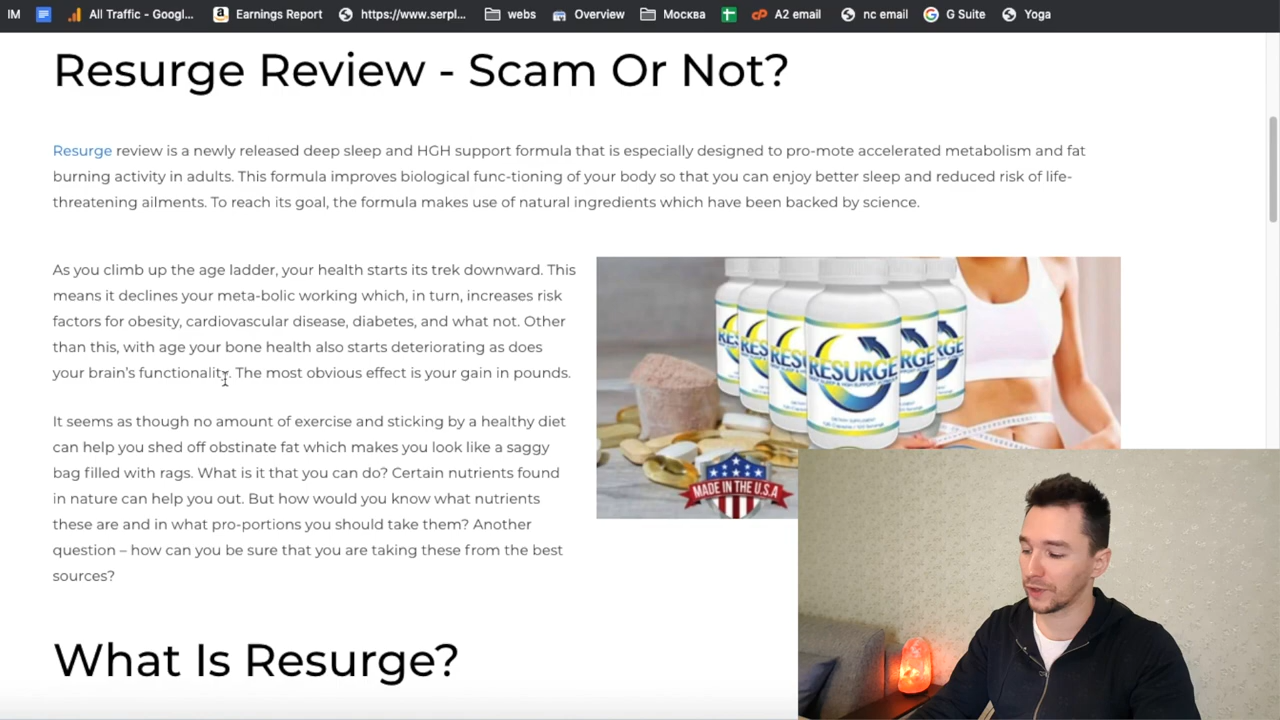 IM
All Traffic - Googl...
Earnings Report
https://www.serpl...
webs
Overview
Москва
A2 email
nc email
G Suite
Yoga
Resurge Review - Scam Or Not?
Resurge review is a newly released deep sleep and HGH support formula that is especially designed to pro-mote accelerated metabolism and fat
burning activity in adults. This formula improves biological func-tioning of your body so that you can enjoy better sleep and reduced risk of life-
threatening ailments. To reach its goal, the formula makes use of natural ingredients which have been backed by science.
As you climb up the age ladder, your health starts its trek downward. This
means it declines your meta-bolic working which, in turn, increases risk
factors for obesity, cardiovascular disease, diabetes, and what not. Other
than this, with age your bone health also starts deteriorating as does
your brain's functionality. The most obvious effect is your gain in pounds.
It seems as though no amount of exercise and sticking by a healthy diet
can help you shed off obstinate fat which makes you look like a saggy
bag filled with rags. What is it that you can do? Certain nutrients found
in nature can help you out. But how would you know what nutrients
these are and in what pro-portions you should take them? Another
question – how can you be sure that you are taking these from the best
sources?
RESURGE
MADE IN THE U.S.A
What Is Resurge?